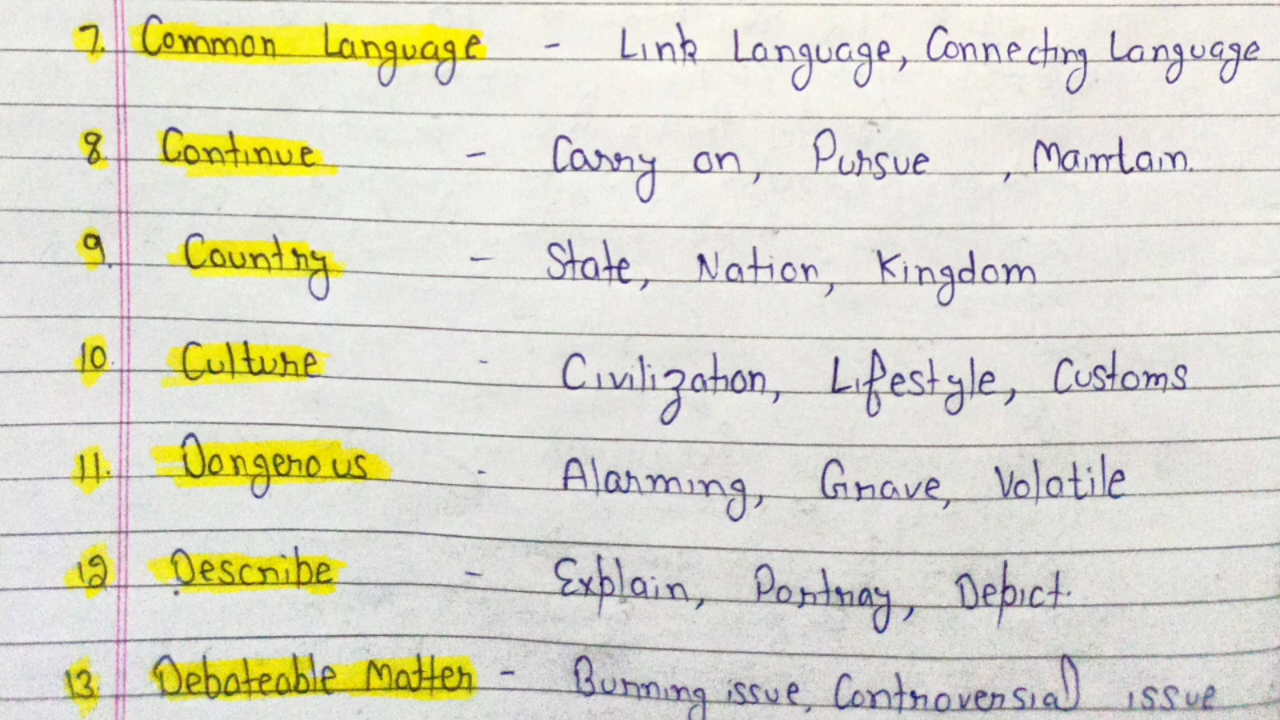 7. Common Language - Link Language, Connecting Language
8 Continue - Carry on, Pursue , Maintain.
9. Country - State, Nation, Kingdom
10. Culture - Civilization, Lifestyle, Customs
11. Dangerous - Alarming, Grave, Volatile
12 Describe - Explain, Portray, Depict.
13 Debateable Matter - Burning issue, Controversial issue